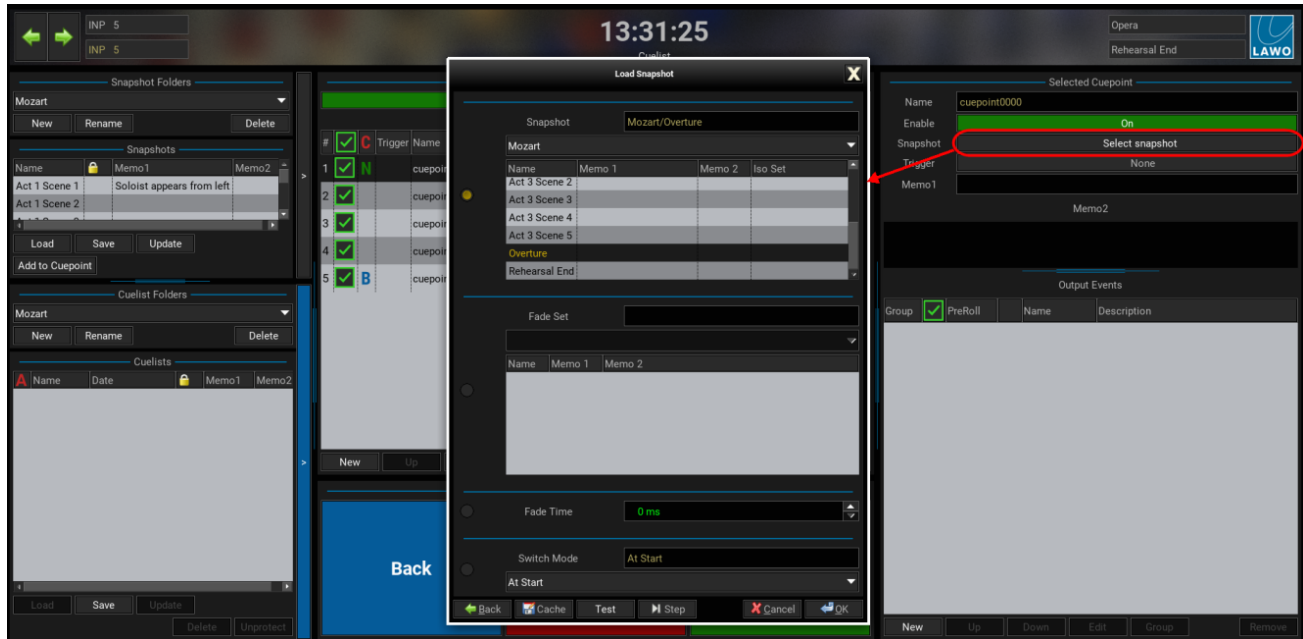 INP 5
INP 5
13:31:25
Cuelist
Opera
Rehearsal End
LAWO
Snapshot Folders
Mozart
New Rename Delete
Snapshots
Name Memo1 Memo2
Act 1 Scene 1 Soloist appears from left
Act 1 Scene 2
Load Save Update
Add to Cuepoint
>
Cuelist Folders
Mozart
New Rename Delete
Cuelists
A Name Date Memo1 Memo2
Load Save Update
Delete Unprotect
>
# C Trigger Name
1 N
2
3
4
5 B
New Up
Back
Load Snapshot
X
Snapshot Mozart/Overture
Mozart
Name Memo 1 Memo 2 Iso Set
Act 3 Scene 2
Act 3 Scene 3
Act 3 Scene 4
Act 3 Scene 5
Overture
Rehearsal End
Fade Set
Name Memo 1 Memo 2
Fade Time 0 ms
Switch Mode At Start
At Start
Back Cache Test Step Cancel OK
Selected Cuepoint
Name cuepoint0000
Enable On
Snapshot Select snapshot
Trigger None
Memo1
Memo2
Output Events
Group PreRoll Name Description
New Up Down Edit Group Remove